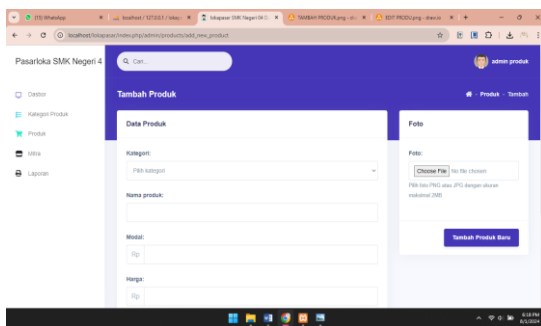 (15) WhatsApp
localhost / 127.0.0.1 / lokap
lokapasar SMK Negeri 04
TAMBAH PRODUK.png - dra
EDIT PRODU.png - draw.io
localhost/lokapasar/index.php/admin/products/add_new_product
Pasarloka SMK Negeri 4
Cari...
admin produk
Dasbor
Kategori Produk
Produk
Mitra
Laporan
Tambah Produk
Produk - Tambah
Data Produk
Kategori:
Pilih kategori
Nama produk:
Modal:
Rp
Harga:
Rp
Foto
Foto:
Choose File No file chosen
Pilih foto PNG atau JPG dengan ukuran
maksimal 2MB
Tambah Produk Baru
6:18 PM
8/1/2024